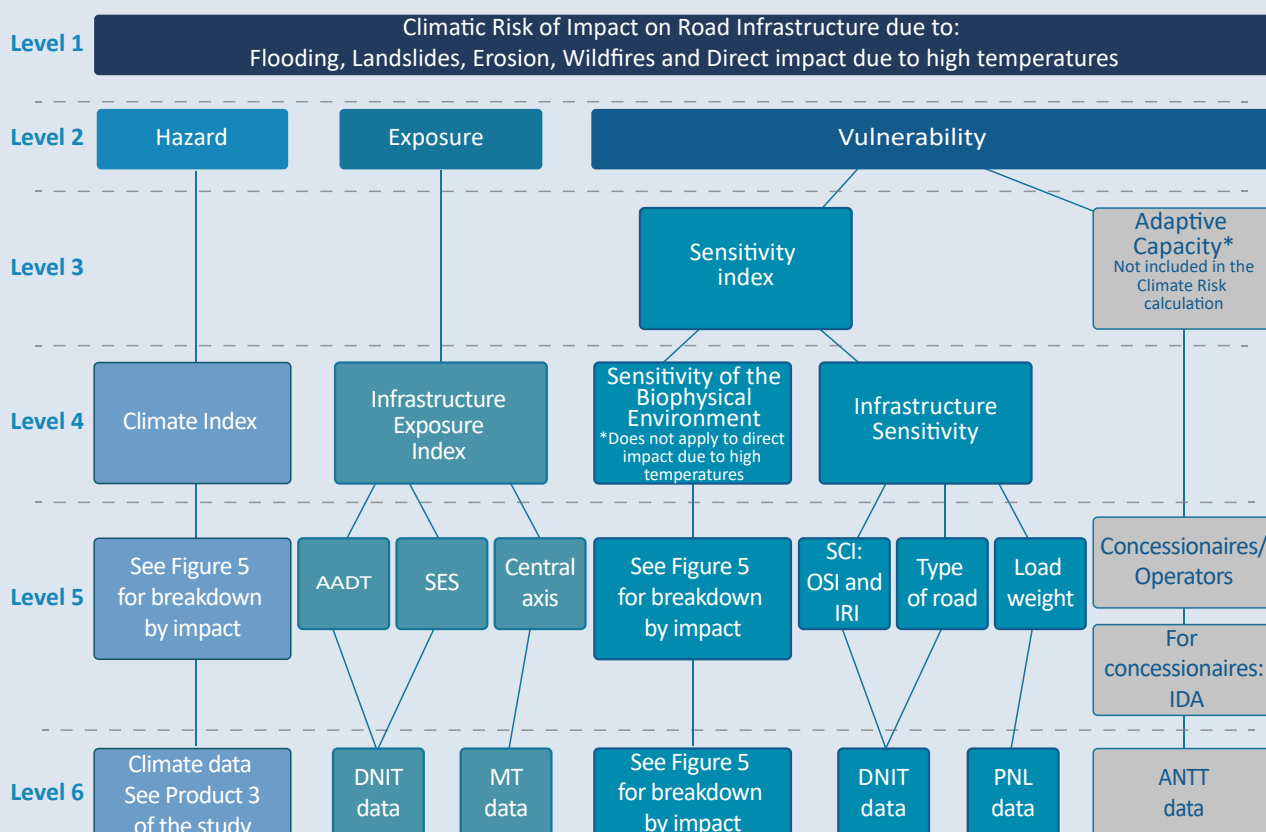 Level 1
Climatic Risk of Impact on Road Infrastructure due to:
Flooding, Landslides, Erosion, Wildfires and Direct impact due to high temperatures
Level 2
Hazard
Exposure
Vulnerability
Level 3
Sensitivity
index
Adaptive
Capacity*
Not included in the
Climate Risk
calculation
Level 4
Climate Index
Infrastructure
Exposure
Index
Sensitivity of the
Biophysical
Environment
*Does not apply to direct
impact due to high
temperatures
Infrastructure
Sensitivity
Level 5
See Figure 5
for breakdown
by impact
AADT
SES
Central
axis
See Figure 5
for breakdown
by impact
SCI:
OSI and
IRI
Type
of road
Load
weight
Concessionaires/
Operators
For
concessionaires:
IDA
Level 6
Climate data
See Product 3
of the study
DNIT
data
MT
data
See Figure 5
for breakdown
by impact
DNIT
data
PNL
data
ANTT
data